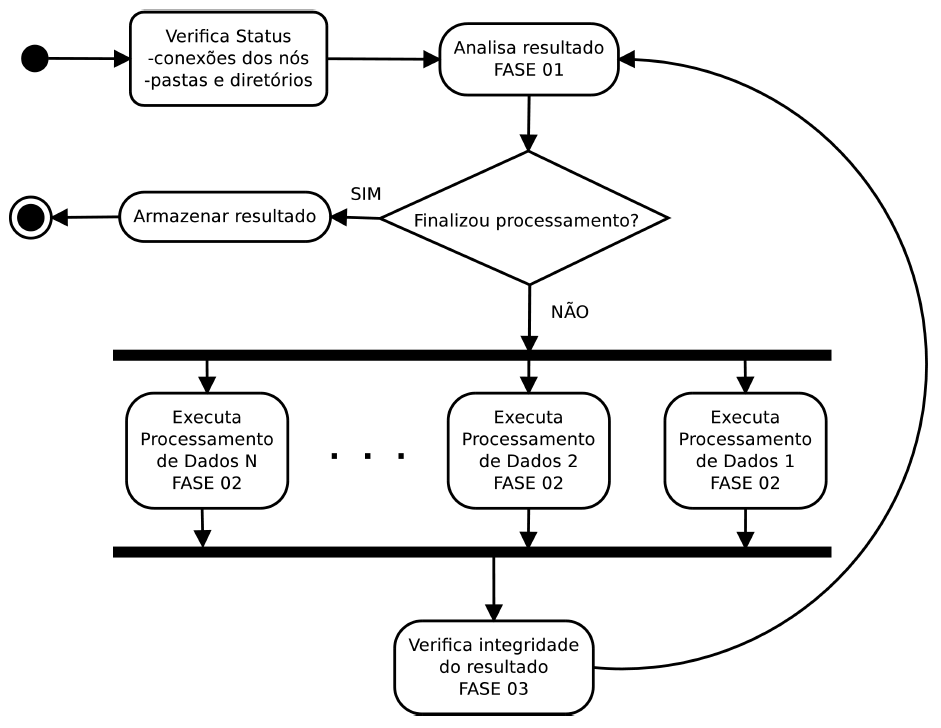 Verifica Status
-conexões dos nós
-pastas e diretórios
Analisa resultado
FASE 01
SIM
Armazenar resultado
Finalizou processamento?
NÃO
Executa
Processamento
de Dados N
FASE 02
. . .
Executa
Processamento
de Dados 2
FASE 02
Executa
Processamento
de Dados 1
FASE 02
Verifica integridade
do resultado
FASE 03